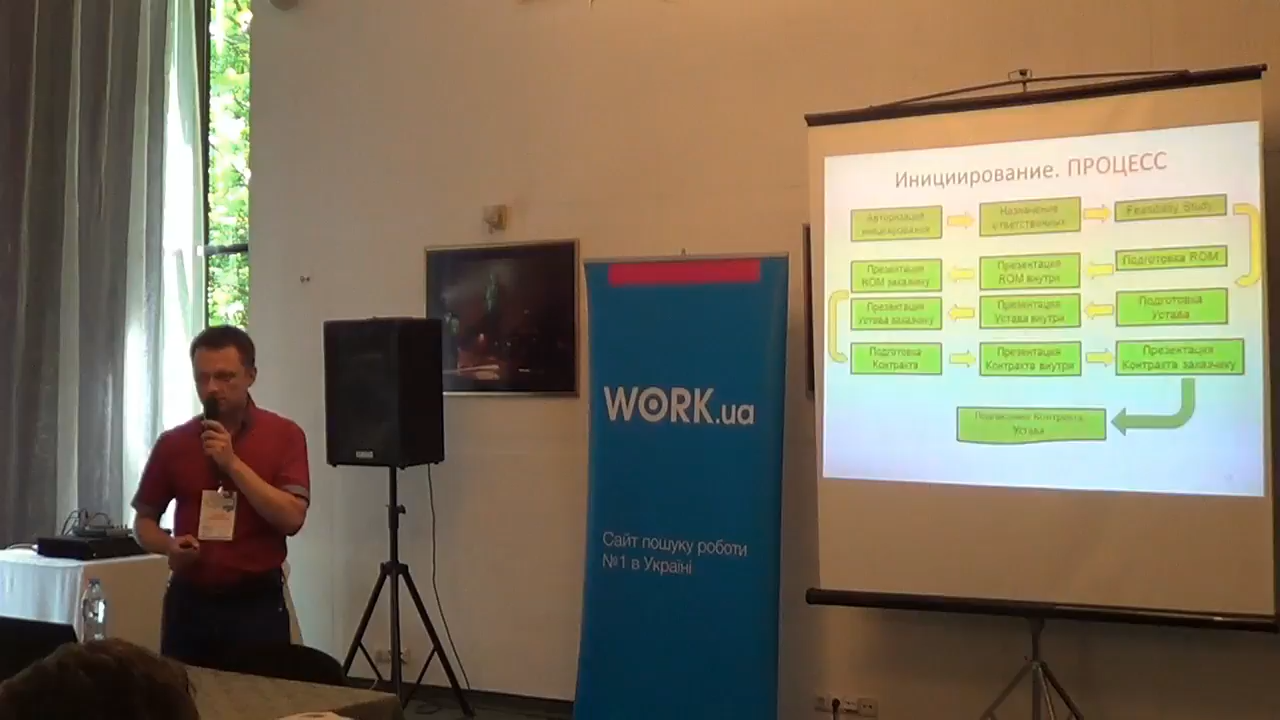 WORK.ua
Сайт пошуку роботи
№1 в Україні
Инициирование. ПРОЦЕСС
Авторизация
инициирования
Назначение
ответственных
Feasibility Study
Презентация
ROM заказчику
Презентация
ROM внутри
Подготовка ROM
Презентация
Устава заказчику
Презентация
Устава внутри
Подготовка
Устава
Подготовка
Контракта
Презентация
Контракта внутри
Презентация
Контракта заказчику
Подписание Контракта,
Устава